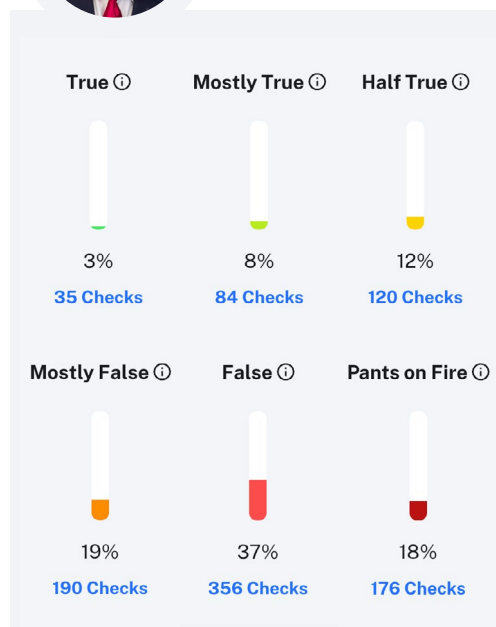 True Mostly True Half True
3% 8% 12%
35 Checks 84 Checks 120 Checks
Mostly False False Pants on Fire
19% 37% 18%
190 Checks 356 Checks 176 Checks